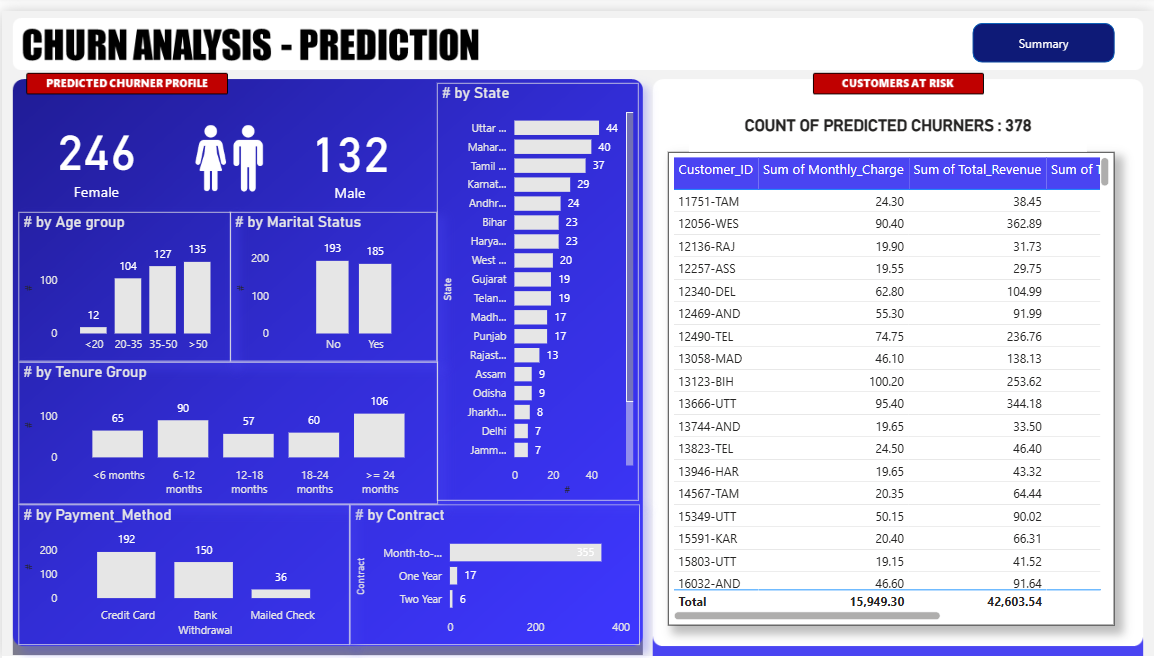 CHURN ANALYSIS - PREDICTION
Summary
PREDICTED CHURNER PROFILE
246
Female
132
Male
# by Age group
100
0
12
104
127
135
<20 20-35 35-50 >50
# by Marital Status
200
100
0
193
185
No Yes
# by Tenure Group
100
0
65
90
57
60
106
<6 months
6-12
months
12-18
months
18-24
months
>= 24
months
# by Payment_Method
200
100
0
192
150
36
Credit Card
Bank
Withdrawal
Mailed Check
# by State
State
Uttar ... 44
Mahar... 40
Tamil ... 37
Karnat... 29
Andhr... 24
Bihar 23
Harya... 23
West ... 20
Gujarat 19
Telan... 19
Madh... 17
Punjab 17
Rajast... 13
Assam 9
Odisha 9
Jharkh... 8
Delhi 7
Jamm... 7
0 20 40
#
# by Contract
Contract
Month-to-... 355
One Year 17
Two Year 6
0 200 400
CUSTOMERS AT RISK
COUNT OF PREDICTED CHURNERS : 378
Customer_ID Sum of Monthly_Charge Sum of Total_Revenue Sum of T
11751-TAM 24.30 38.45
12056-WES 90.40 362.89
12136-RAJ 19.90 31.73
12257-ASS 19.55 29.75
12340-DEL 62.80 104.99
12469-AND 55.30 91.99
12490-TEL 74.75 236.76
13058-MAD 46.10 138.13
13123-BIH 100.20 253.62
13666-UTT 95.40 344.18
13744-AND 19.65 33.50
13823-TEL 24.50 46.40
13946-HAR 19.65 43.32
14567-TAM 20.35 64.44
15349-UTT 50.15 90.02
15591-KAR 20.40 66.31
15803-UTT 19.15 41.52
16032-AND 46.60 91.64
Total 15,949.30 42,603.54